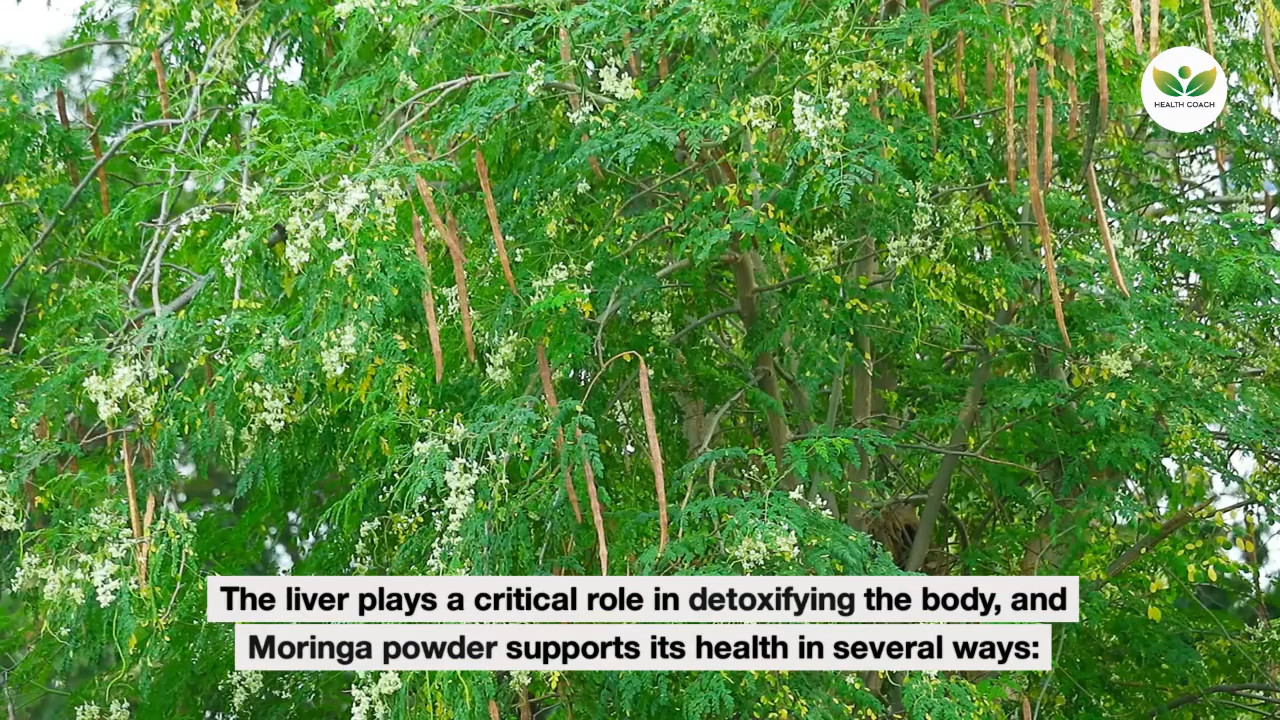 HEALTH COACH
The liver plays a critical role in detoxifying the body, and
Moringa powder supports its health in several ways: